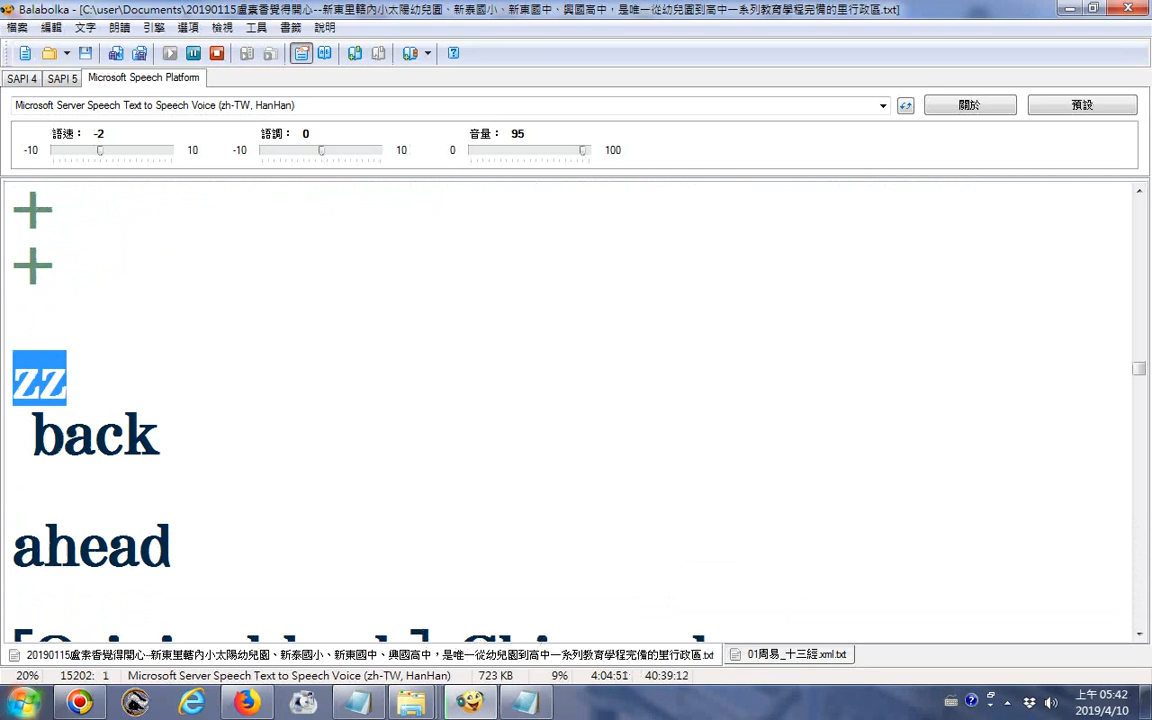 Balabolka - [C:\user\Documents\20190115盧素香覺得開心--新東里轄內小太陽幼兒園、新泰國小、新東國中、興國高中，是唯一從幼兒園到高中一系列教育學程完備的里行政區.txt]
檔案 編輯 文字 朗讀 引擎 選項 檢視 工具 書籤 說明
SAPI 4 SAPI 5 Microsoft Speech Platform
Microsoft Server Speech Text to Speech Voice (zh-TW, HanHan) 關於 預設
語速： -2 語調： 0 音量： 95
-10 10 -10 10 0 100
+
+
zz
back
ahead
20190115盧素香覺得開心--新東里轄內小太陽幼兒園、新泰國小、新東國中、興國高中，是唯一從幼兒園到高中一系列教育學程完備的里行政區.txt 01周易_十三經.xml.txt
20% 15202: 1 Microsoft Server Speech Text to Speech Voice (zh-TW, HanHan) 723 KB 9% 4:04:51 40:39:12
上午 05:42
2019/4/10